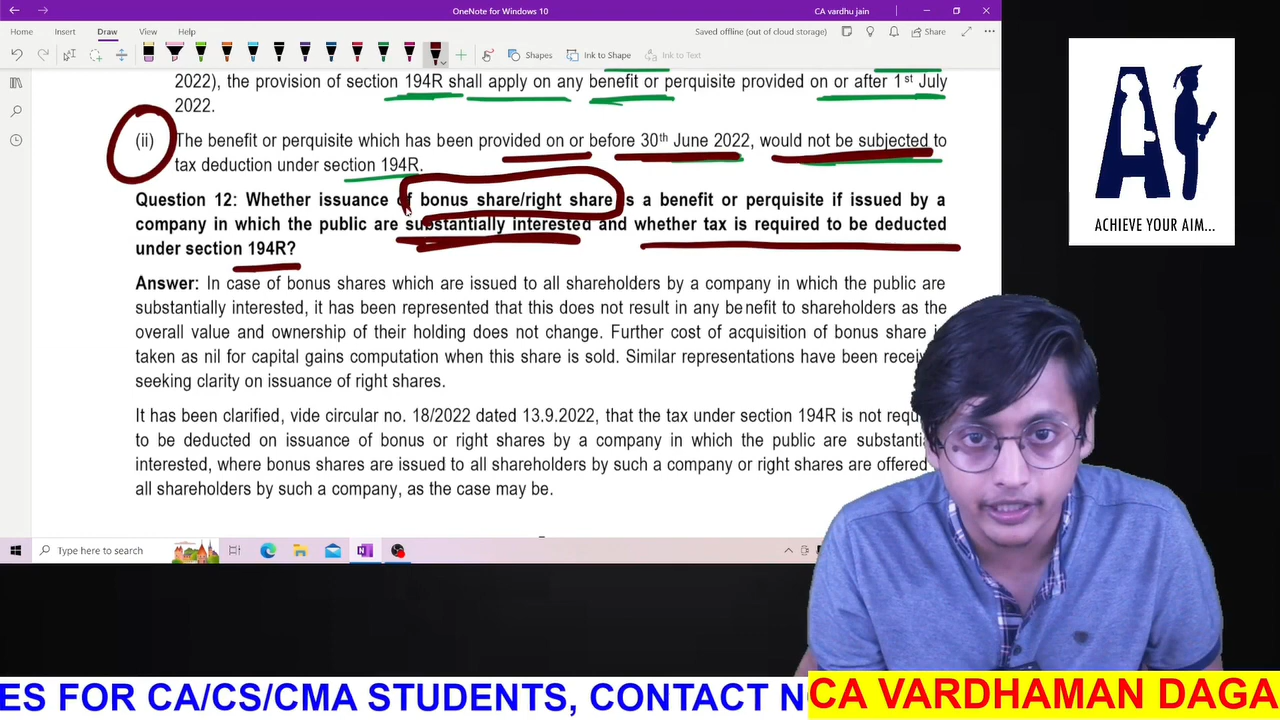 OneNote for Windows 10
CA vardhu jain
Home Insert Draw View Help
Saved offline (out of cloud storage)
Share
Shapes
Ink to Shape
Ink to Text
2022), the provision of section 194R shall apply on any benefit or perquisite provided on or after 1st July
2022.
(ii) The benefit or perquisite which has been provided on or before 30th June 2022, would not be subjected to
tax deduction under section 194R.
Question 12: Whether issuance of bonus share/right share is a benefit or perquisite if issued by a
company in which the public are substantially interested and whether tax is required to be deducted
under section 194R?
Answer: In case of bonus shares which are issued to all shareholders by a company in which the public are
substantially interested, it has been represented that this does not result in any benefit to shareholders as the
overall value and ownership of their holding does not change. Further cost of acquisition of bonus share
taken as nil for capital gains computation when this share is sold. Similar representations have been
seeking clarity on issuance of right shares.
It has been clarified, vide circular no. 18/2022 dated 13.9.2022, that the tax under section 194R is not
to be deducted on issuance of bonus or right shares by a company in which the public are
interested, where bonus shares are issued to all shareholders by such a company or right shares are offered
all shareholders by such a company, as the case may be.
Type here to search
AI
ACHIEVE YOUR AIM...
ES FOR CA/CS/CMA STUDENTS, CONTACT
CA VARDHAMAN DAGA